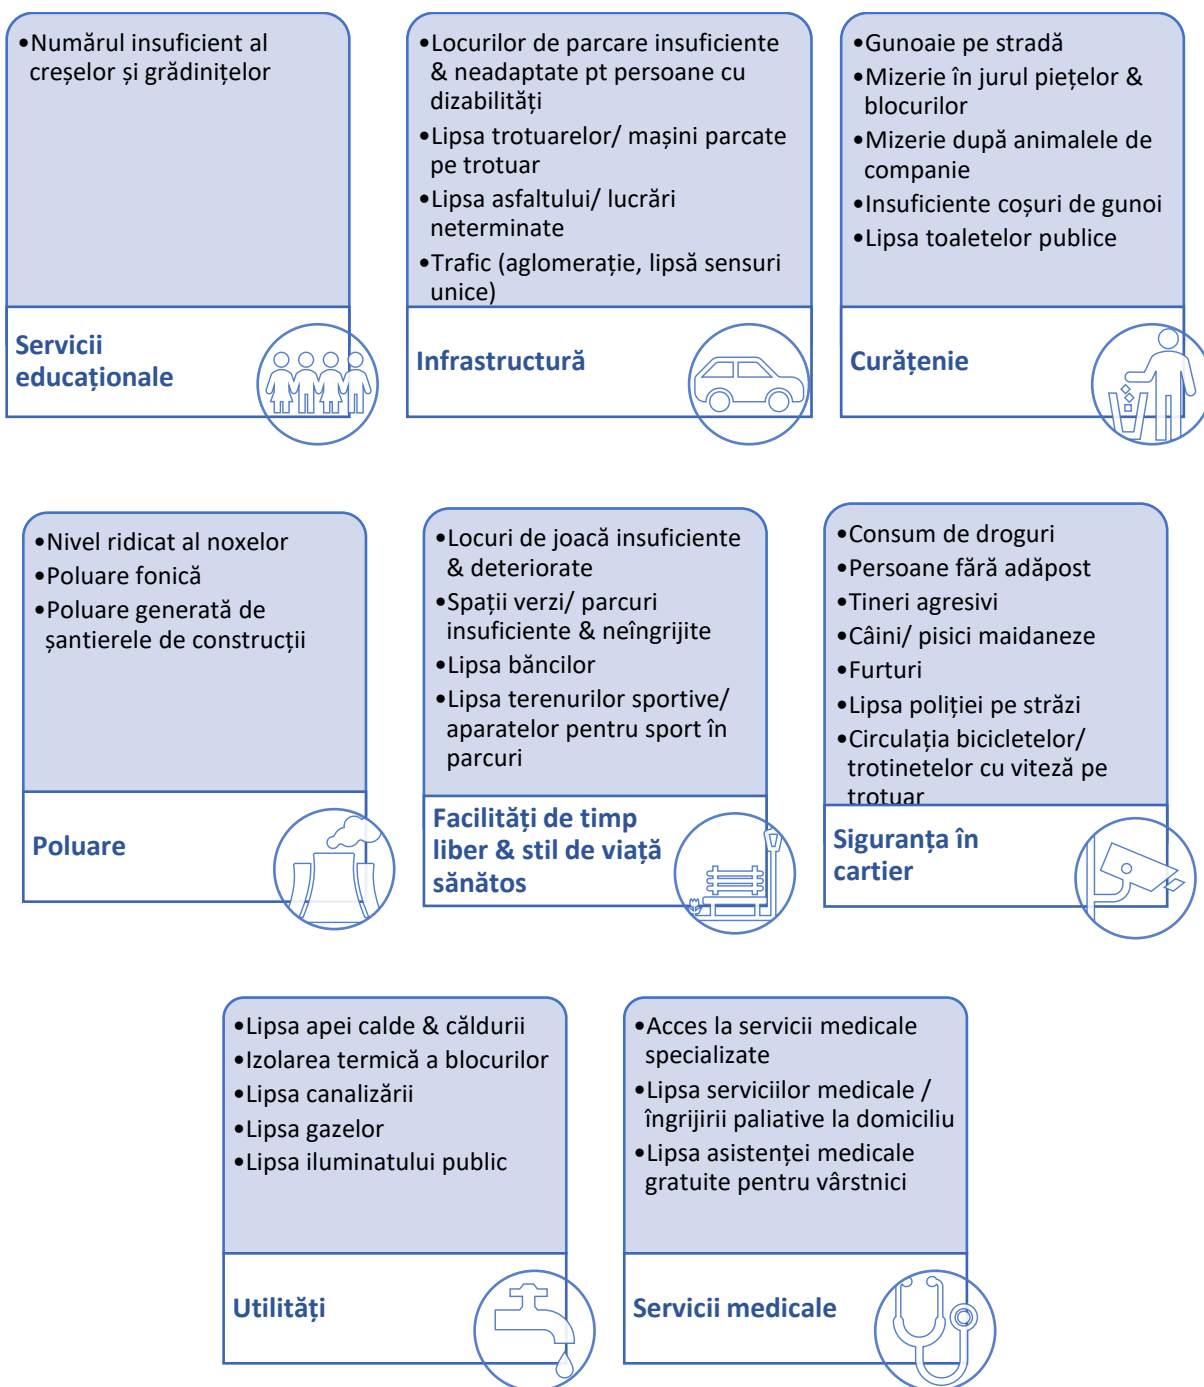 •Numărul insuficient al
creșelor și grădinițelor
Servicii
educaționale
•Locurilor de parcare insuficiente
& neadaptate pt persoane cu
dizabilități
•Lipsa trotuarelor/ mașini parcate
pe trotuar
•Lipsa asfaltului/ lucrări
neterminate
•Trafic (aglomerație, lipsă sensuri
unice)
Infrastructură
•Gunoaie pe stradă
•Mizerie în jurul piețelor &
blocurilor
•Mizerie după animalele de
companie
•Insuficiente coșuri de gunoi
•Lipsa toaletelor publice
Curățenie
•Nivel ridicat al noxelor
•Poluare fonică
•Poluare generată de
șantierele de construcții
Poluare
•Locuri de joacă insuficiente
& deteriorate
•Spații verzi/ parcuri
insuficiente & neîngrijite
•Lipsa băncilor
•Lipsa terenurilor sportive/
aparatelor pentru sport în
parcuri
Facilități de timp
liber & stil de viață
sănătos
•Consum de droguri
•Persoane fără adăpost
•Tineri agresivi
•Câini/ pisici maidaneze
•Furturi
•Lipsa poliției pe străzi
•Circulația bicicletelor/
trotinetelor cu viteză pe
trotuar
Siguranța în
cartier
•Lipsa apei calde & căldurii
•Izolarea termică a blocurilor
•Lipsa canalizării
•Lipsa gazelor
•Lipsa iluminatului public
Utilități
•Acces la servicii medicale
specializate
•Lipsa serviciilor medicale /
îngrijirii paliative la domiciliu
•Lipsa asistenței medicale
gratuite pentru vârstnici
Servicii medicale